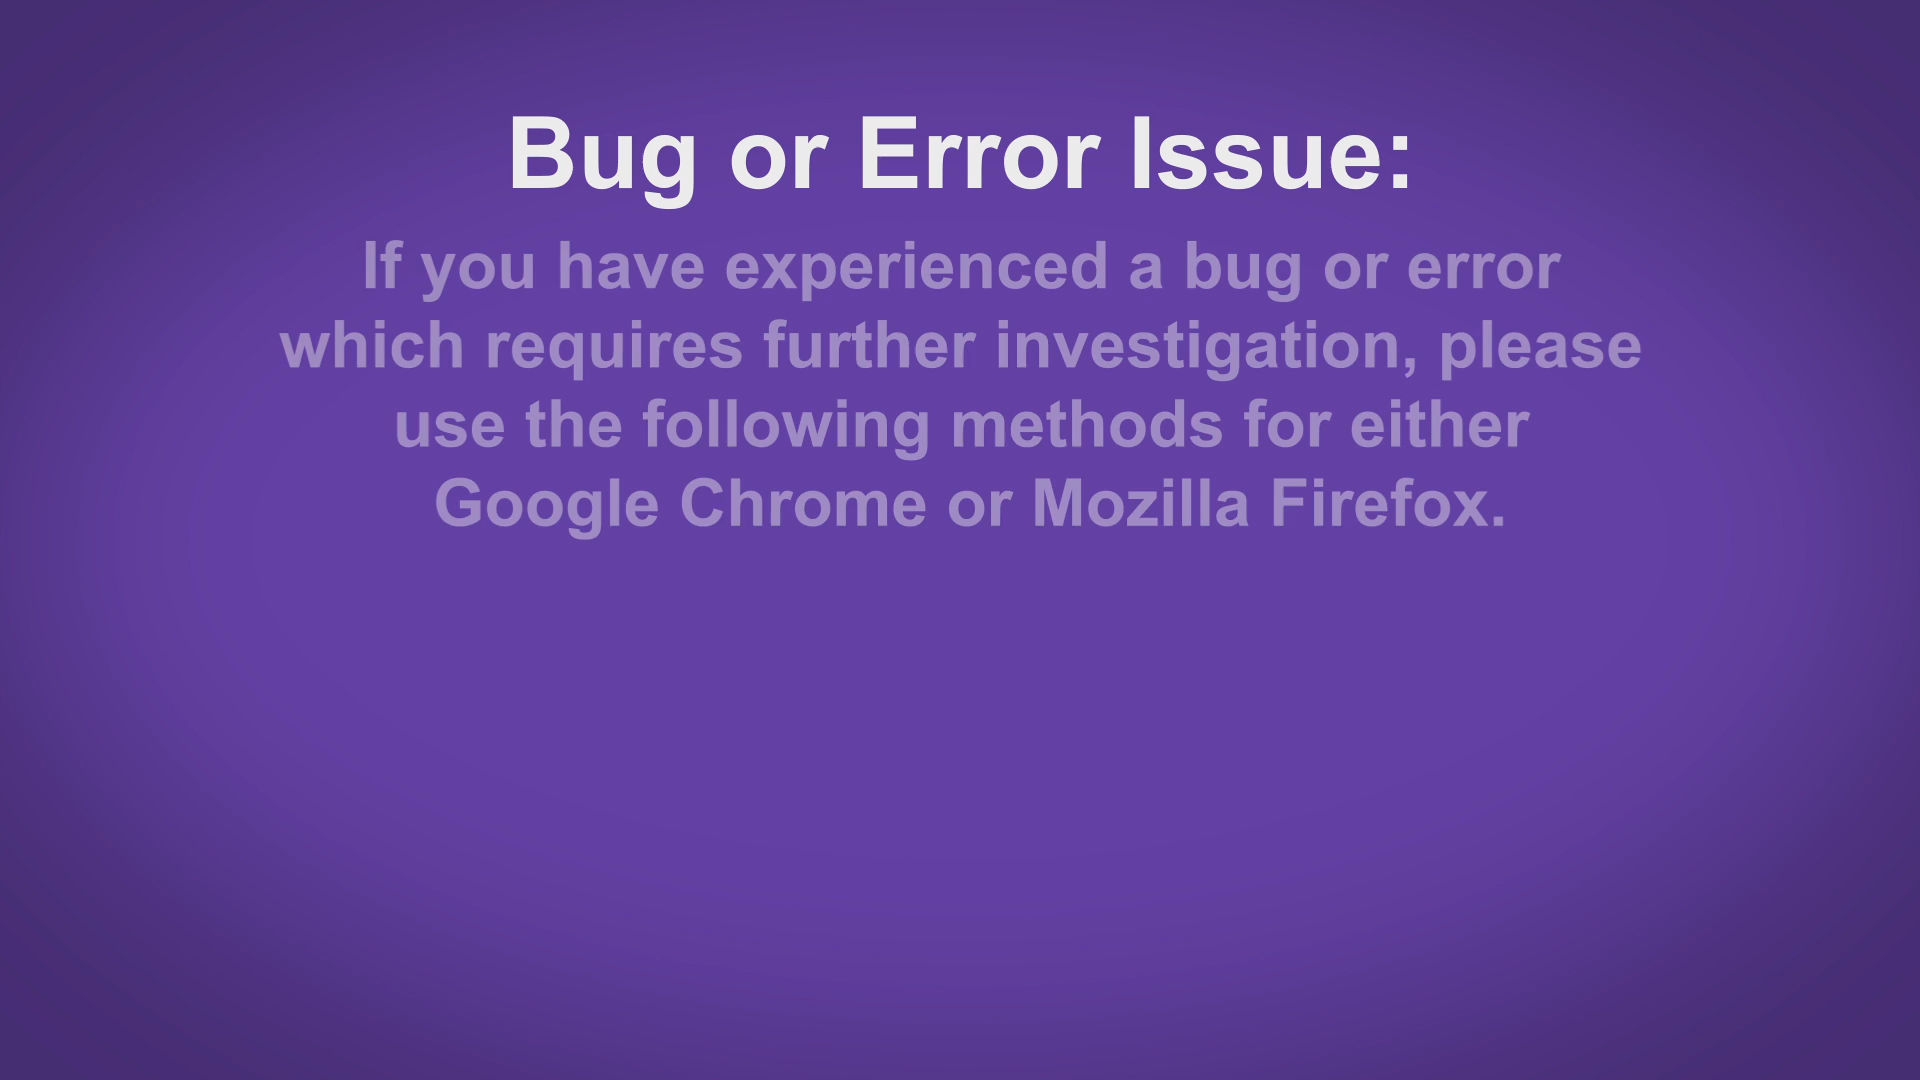 Bug or Error Issue:
If you have experienced a bug or error
which requires further investigation, please
use the following methods for either
Google Chrome or Mozilla Firefox.